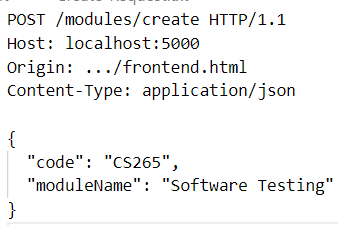 POST /modules/create HTTP/1.1
Host: localhost:5000
Origin: .../frontend.html
Content-Type: application/json

{
  "code": "CS265",
  "moduleName": "Software Testing"
}